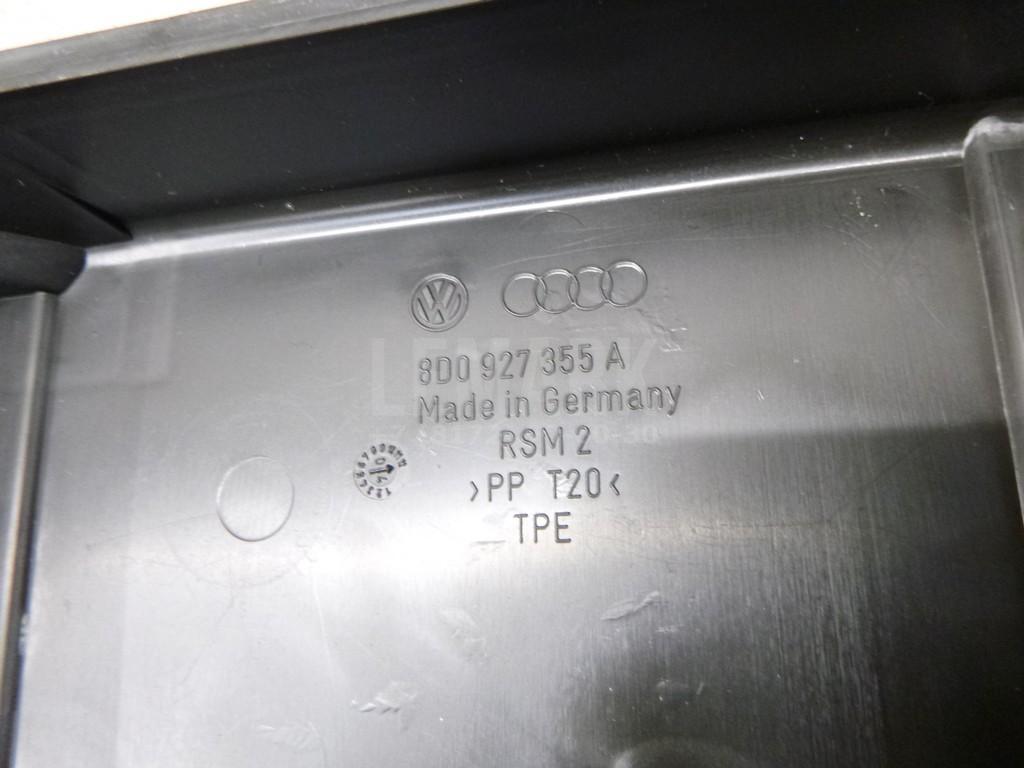 8D0 927 355 A
Made in Germany
RSM 2
>PP T20<
TPE